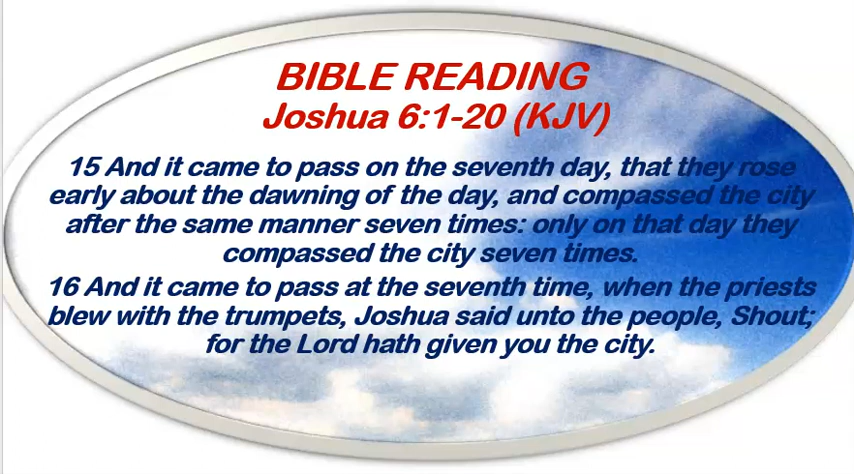 BIBLE READING
Joshua 6:1-20 (KJV)
15 And it came to pass on the seventh day, that they rose
early about the dawning of the day, and compassed the city
after the same manner seven times: only on that day they
compassed the city seven times.
16 And it came to pass at the seventh time, when the priests
blew with the trumpets, Joshua said unto the people, Shout;
for the Lord hath given you the city.